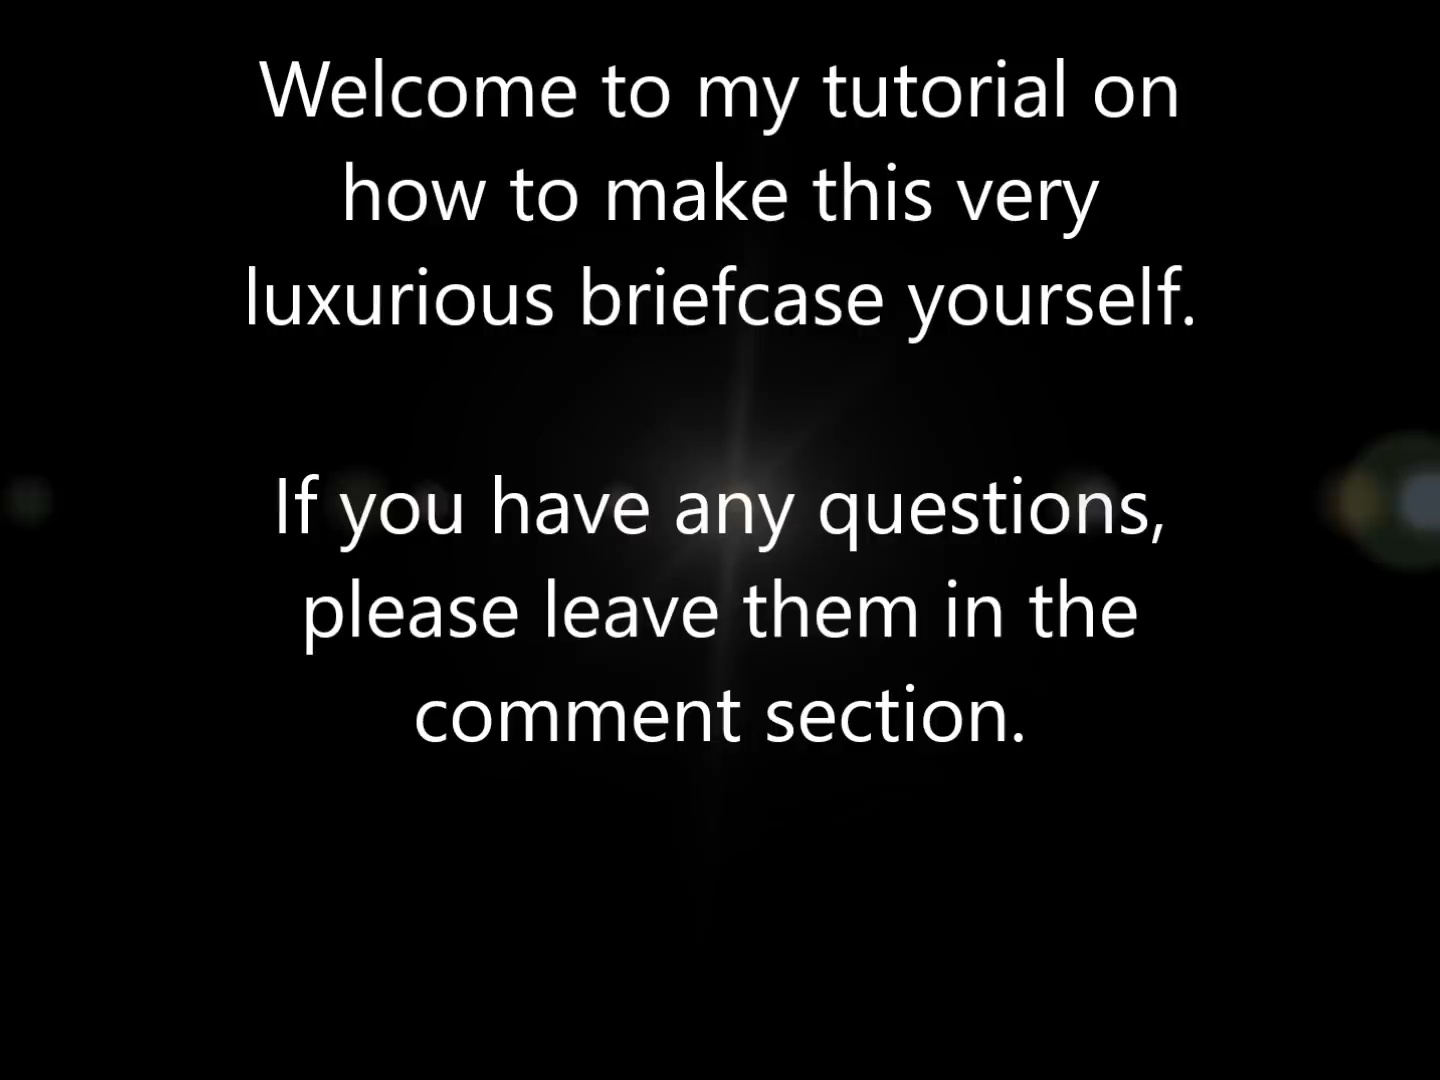 Welcome to my tutorial on
how to make this very
luxurious briefcase yourself.
If you have any questions,
please leave them in the
comment section.